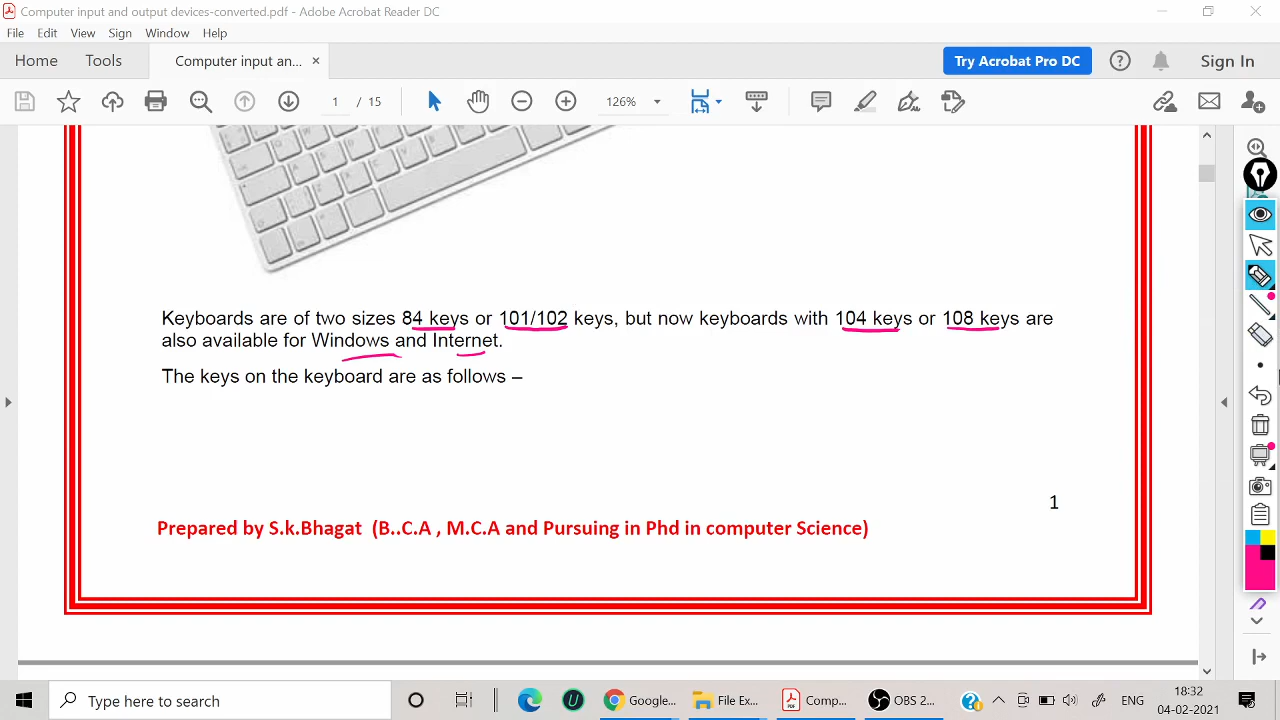 Computer input and output devices-converted.pdf - Adobe Acrobat Reader DC
File Edit View Sign Window Help
Home Tools Computer input an... × Try Acrobat Pro DC Sign In
1 / 15 126%
Keyboards are of two sizes 84 keys or 101/102 keys, but now keyboards with 104 keys or 108 keys are
also available for Windows and Internet.
The keys on the keyboard are as follows –
1
Prepared by S.k.Bhagat (B..C.A , M.C.A and Pursuing in Phd in computer Science)
Type here to search Google... File Ex... Comp... OBS 2... ENG 18:32
04-02-2021